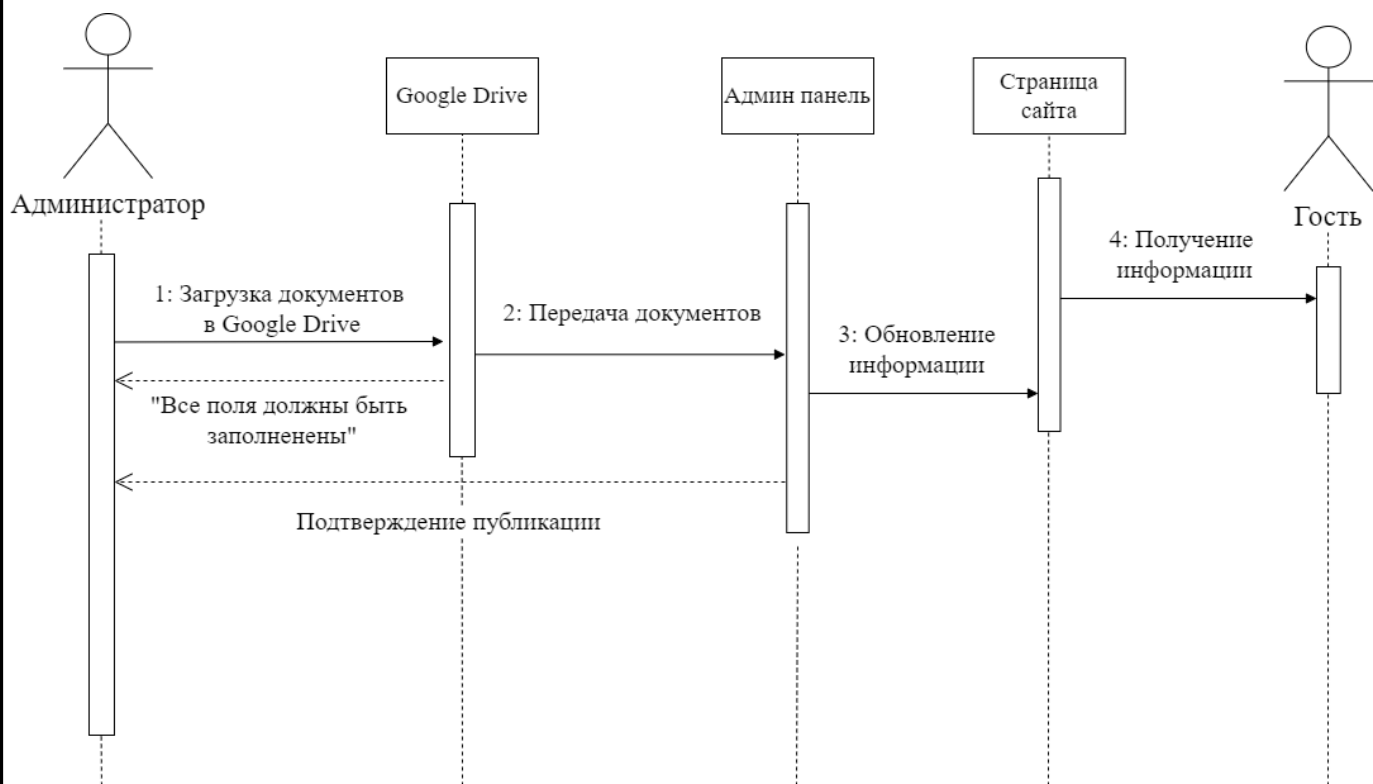 Google Drive
Админ панель
Страница
сайта
Администратор
Гость
1: Загрузка документов
в Google Drive
2: Передача документов
3: Обновление
информации
4: Получение
информации
"Все поля должны быть
заполненены"
Подтверждение публикации